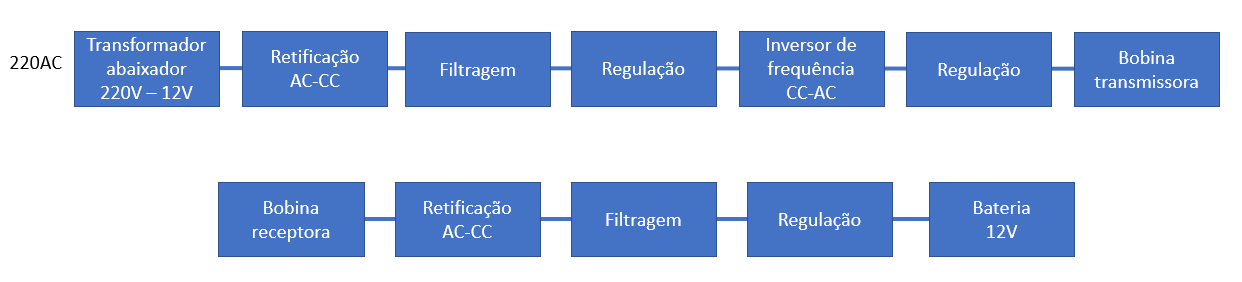 220AC
Transformador
abaixador
220V – 12V
Retificação
AC-CC
Filtragem
Regulação
Inversor de
frequência
CC-AC
Regulação
Bobina
transmissora
Bobina
receptora
Retificação
AC-CC
Filtragem
Regulação
Bateria
12V